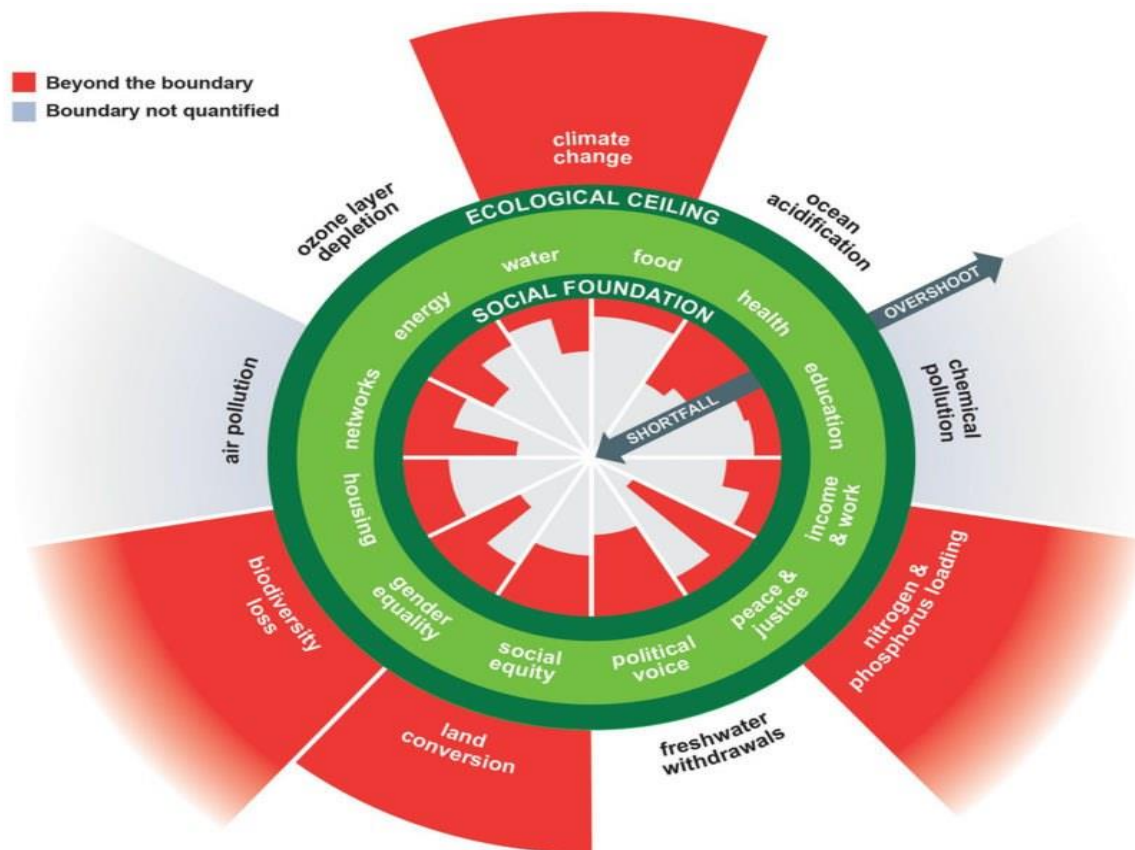 Beyond the boundary
Boundary not quantified
climate
change
ozone layer
depletion
ocean
acidification
ECOLOGICAL CEILING
OVERSHOOT
water
food
energy
health
SOCIAL FOUNDATION
networks
education
SHORTFALL
air pollution
chemical
pollution
housing
income
& work
gender
equality
peace &
justice
social
equity
political
voice
biodiversity
loss
nitrogen &
phosphorus loading
land
conversion
freshwater
withdrawals